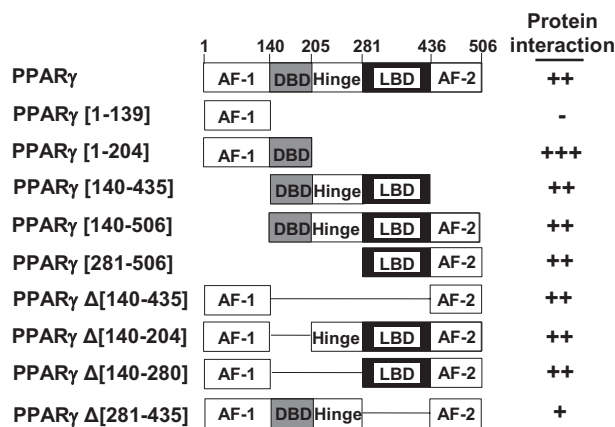 Protein
interaction
1 140 205 281 436 506
PPARγ AF-1 DBD Hinge LBD AF-2 ++
PPARγ [1-139] AF-1 -
PPARγ [1-204] AF-1 DBD +++
PPARγ [140-435] DBD Hinge LBD ++
PPARγ [140-506] DBD Hinge LBD AF-2 ++
PPARγ [281-506] LBD AF-2 ++
PPARγ Δ[140-435] AF-1 AF-2 ++
PPARγ Δ[140-204] AF-1 Hinge LBD AF-2 ++
PPARγ Δ[140-280] AF-1 LBD AF-2 ++
PPARγ Δ[281-435] AF-1 DBD Hinge AF-2 +